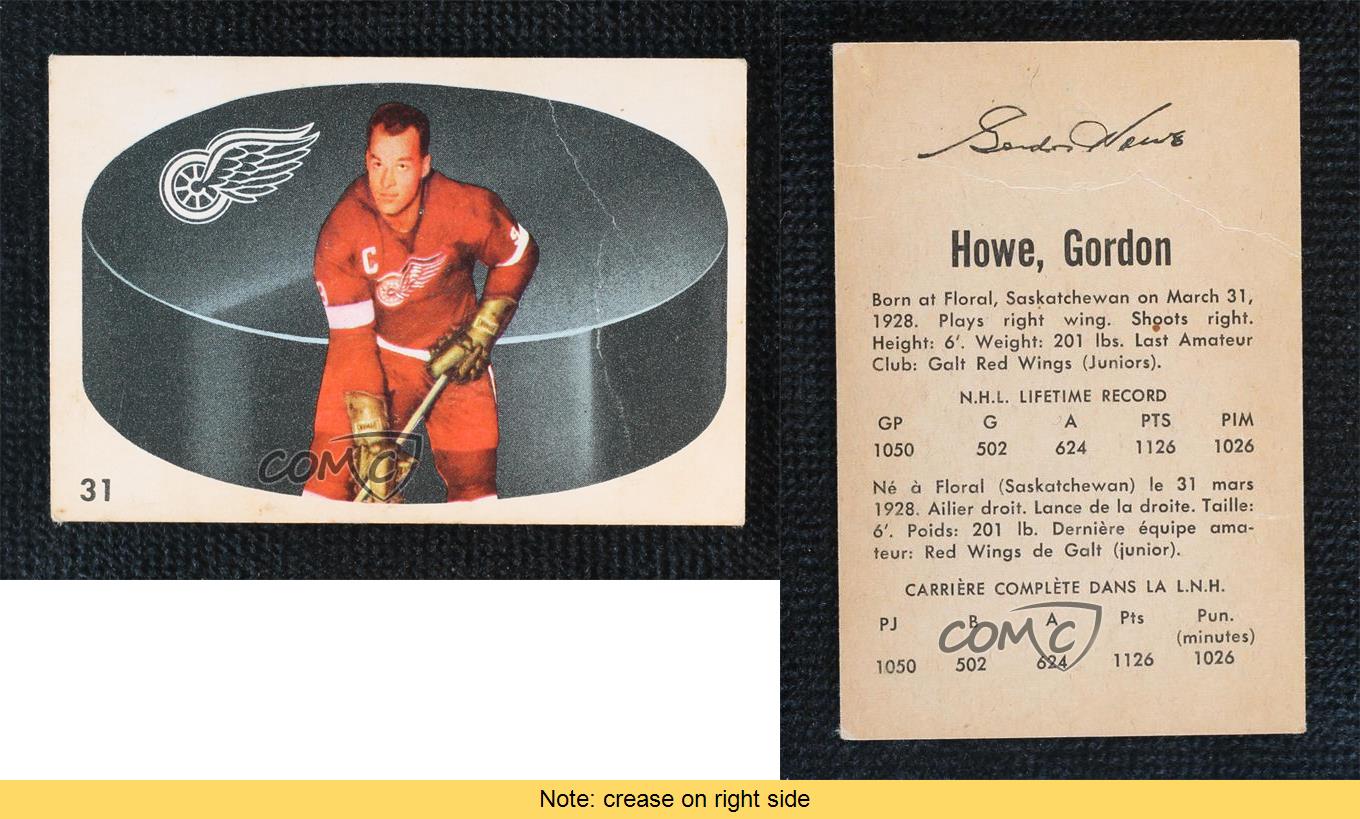 C
9
31
COMC
Gordon Howe
Howe, Gordon
Born at Floral, Saskatchewan on March 31,
1928. Plays right wing. Shoots right.
Height: 6'. Weight: 201 lbs. Last Amateur
Club: Galt Red Wings (Juniors).
N.H.L. LIFETIME RECORD
GP G A PTS PIM
1050 502 624 1126 1026
Né à Floral (Saskatchewan) le 31 mars
1928. Ailier droit. Lance de la droite. Taille:
6'. Poids: 201 lb. Dernière équipe ama-
teur: Red Wings de Galt (junior).
CARRIÈRE COMPLÈTE DANS LA L.N.H.
PJ B A Pts Pun.
(minutes)
1050 502 624 1126 1026
COMC
Note: crease on right side